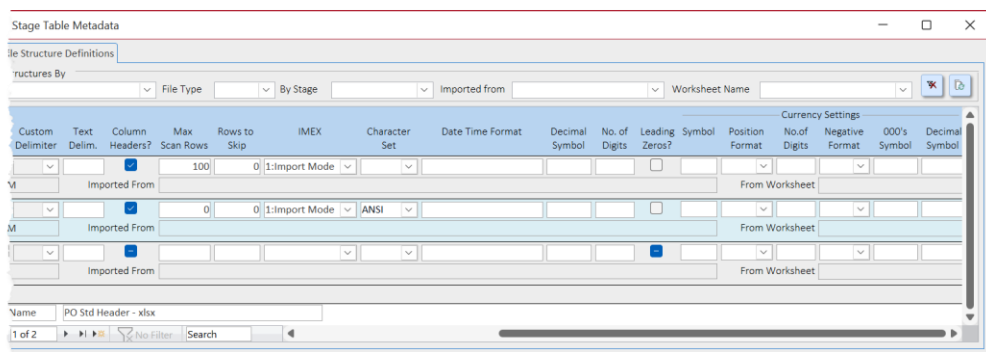 Stage Table Metadata
File Structure Definitions
ructures By
File Type By Stage Imported from Worksheet Name
Currency Settings
Custom Delimiter Text Delim. Column Headers? Max Scan Rows Rows to Skip IMEX Character Set Date Time Format Decimal Symbol No. of Digits Leading Zeros? Symbol Position Format No.of Digits Negative Format 000's Symbol Decimal Symbol
100 0 1:Import Mode
M Imported From From Worksheet
0 0 1:Import Mode ANSI
M Imported From From Worksheet
Imported From From Worksheet
Name PO Std Header - xlsx
1 of 2 No Filter Search